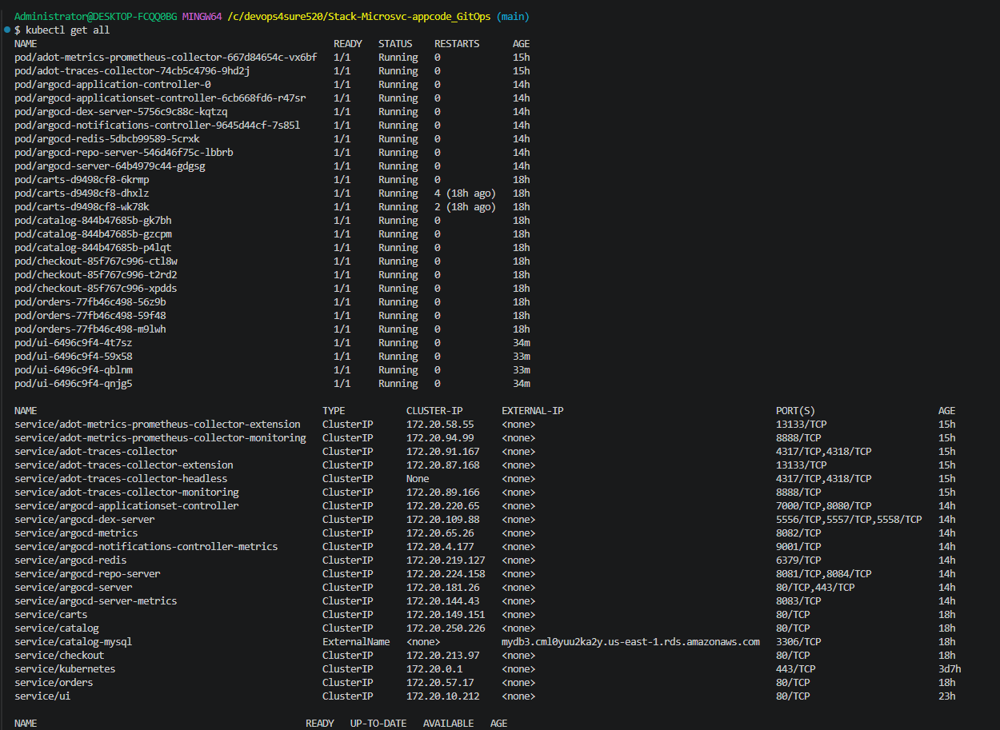 Administrator@DESKTOP-FCQQ0BG MINGW64 /c/devops4sure520/Stack-Microsvc-appcode_GitOps (main)
$ kubectl get all
NAME READY STATUS RESTARTS AGE
pod/adot-metrics-prometheus-collector-667d84654c-vx6bf 1/1 Running 0 15h
pod/adot-traces-collector-74cb5c4796-9hd2j 1/1 Running 0 15h
pod/argocd-application-controller-0 1/1 Running 0 14h
pod/argocd-applicationset-controller-6cb668fd6-r47sr 1/1 Running 0 14h
pod/argocd-dex-server-5756c9c88c-kqtzq 1/1 Running 0 14h
pod/argocd-notifications-controller-9645d44cf-7s85l 1/1 Running 0 14h
pod/argocd-redis-5dbcb99589-5crxk 1/1 Running 0 14h
pod/argocd-repo-server-546d46f75c-lbbrb 1/1 Running 0 14h
pod/argocd-server-64b4979c44-gdgsg 1/1 Running 0 14h
pod/carts-d9498cf8-6krmp 1/1 Running 0 18h
pod/carts-d9498cf8-dhxlz 1/1 Running 4 (18h ago) 18h
pod/carts-d9498cf8-wk78k 1/1 Running 2 (18h ago) 18h
pod/catalog-844b47685b-gk7bh 1/1 Running 0 18h
pod/catalog-844b47685b-gzcpm 1/1 Running 0 18h
pod/catalog-844b47685b-p4lqt 1/1 Running 0 18h
pod/checkout-85f767c996-ctl8w 1/1 Running 0 18h
pod/checkout-85f767c996-t2rd2 1/1 Running 0 18h
pod/checkout-85f767c996-xpdds 1/1 Running 0 18h
pod/orders-77fb46c498-56z9b 1/1 Running 0 18h
pod/orders-77fb46c498-59f48 1/1 Running 0 18h
pod/orders-77fb46c498-m9lwh 1/1 Running 0 18h
pod/ui-6496c9f4-4t7sz 1/1 Running 0 34m
pod/ui-6496c9f4-59x58 1/1 Running 0 33m
pod/ui-6496c9f4-qblnm 1/1 Running 0 33m
pod/ui-6496c9f4-qnjg5 1/1 Running 0 34m
NAME TYPE CLUSTER-IP EXTERNAL-IP PORT(S) AGE
service/adot-metrics-prometheus-collector-extension ClusterIP 172.20.58.55 <none> 13133/TCP 15h
service/adot-metrics-prometheus-collector-monitoring ClusterIP 172.20.94.99 <none> 8888/TCP 15h
service/adot-traces-collector ClusterIP 172.20.91.167 <none> 4317/TCP,4318/TCP 15h
service/adot-traces-collector-extension ClusterIP 172.20.87.168 <none> 13133/TCP 15h
service/adot-traces-collector-headless ClusterIP None <none> 4317/TCP,4318/TCP 15h
service/adot-traces-collector-monitoring ClusterIP 172.20.89.166 <none> 8888/TCP 15h
service/argocd-applicationset-controller ClusterIP 172.20.220.65 <none> 7000/TCP,8080/TCP 14h
service/argocd-dex-server ClusterIP 172.20.109.88 <none> 5556/TCP,5557/TCP,5558/TCP 14h
service/argocd-metrics ClusterIP 172.20.65.26 <none> 8082/TCP 14h
service/argocd-notifications-controller-metrics ClusterIP 172.20.4.177 <none> 9001/TCP 14h
service/argocd-redis ClusterIP 172.20.219.127 <none> 6379/TCP 14h
service/argocd-repo-server ClusterIP 172.20.224.158 <none> 8081/TCP,8084/TCP 14h
service/argocd-server ClusterIP 172.20.181.26 <none> 80/TCP,443/TCP 14h
service/argocd-server-metrics ClusterIP 172.20.144.43 <none> 8083/TCP 14h
service/carts ClusterIP 172.20.149.151 <none> 80/TCP 18h
service/catalog ClusterIP 172.20.250.226 <none> 80/TCP 18h
service/catalog-mysql ExternalName <none> mydb3.cml0yuu2ka2y.us-east-1.rds.amazonaws.com 3306/TCP 18h
service/checkout ClusterIP 172.20.213.97 <none> 80/TCP 18h
service/kubernetes ClusterIP 172.20.0.1 <none> 443/TCP 3d7h
service/orders ClusterIP 172.20.57.17 <none> 80/TCP 18h
service/ui ClusterIP 172.20.10.212 <none> 80/TCP 23h
NAME READY UP-TO-DATE AVAILABLE AGE